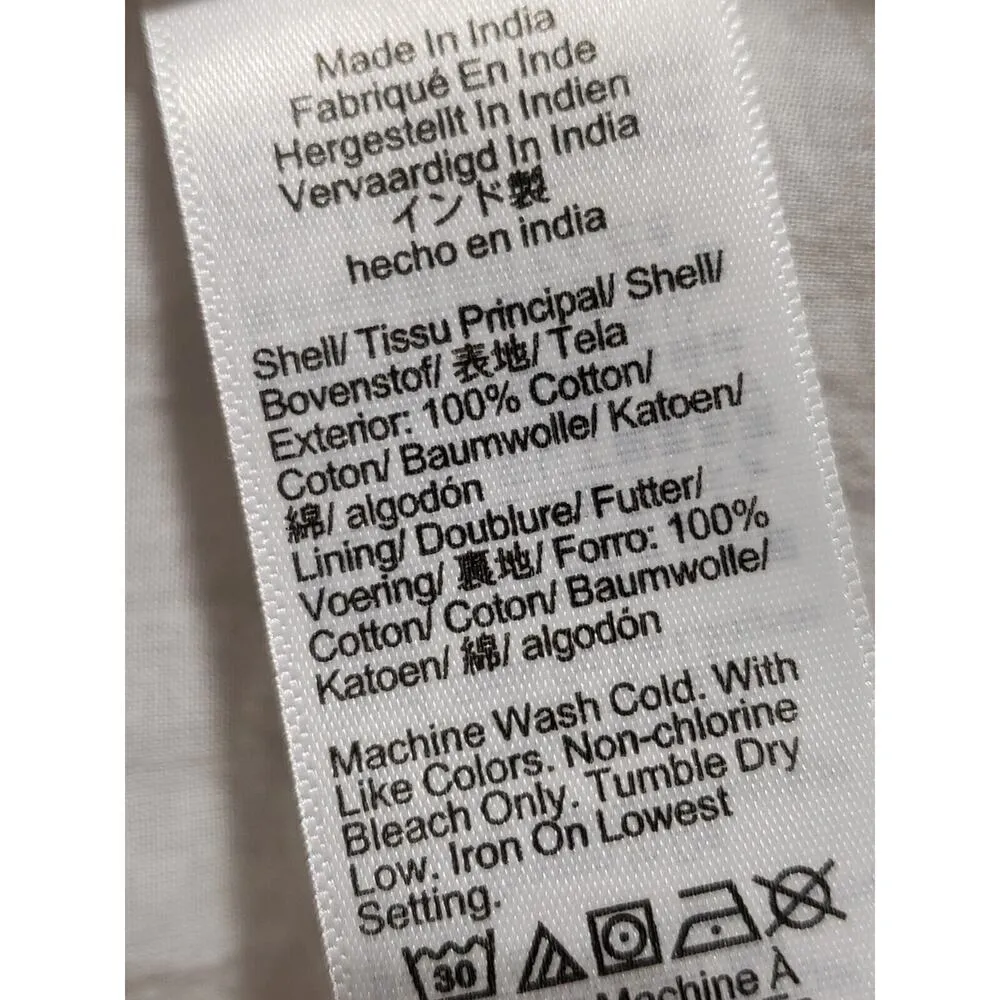 Made In India
Fabriqué En Inde
Hergestellt In Indien
Vervaardigd In India
インド製
hecho en india
Shell/ Tissu Principal/ Shell/
Bovenstof/ 表地/ Tela
Exterior: 100% Cotton/
Coton/ Baumwolle/ Katoen/
綿/ algodón
Lining/ Doublure/ Futter/
Voering/ 裏地/ Forro: 100%
Cotton/ Coton/ Baumwolle/
Katoen/ 綿/ algodón
Machine Wash Cold. With
Like Colors. Non-chlorine
Bleach Only. Tumble Dry
Low. Iron On Lowest
Setting.
30
Machine À